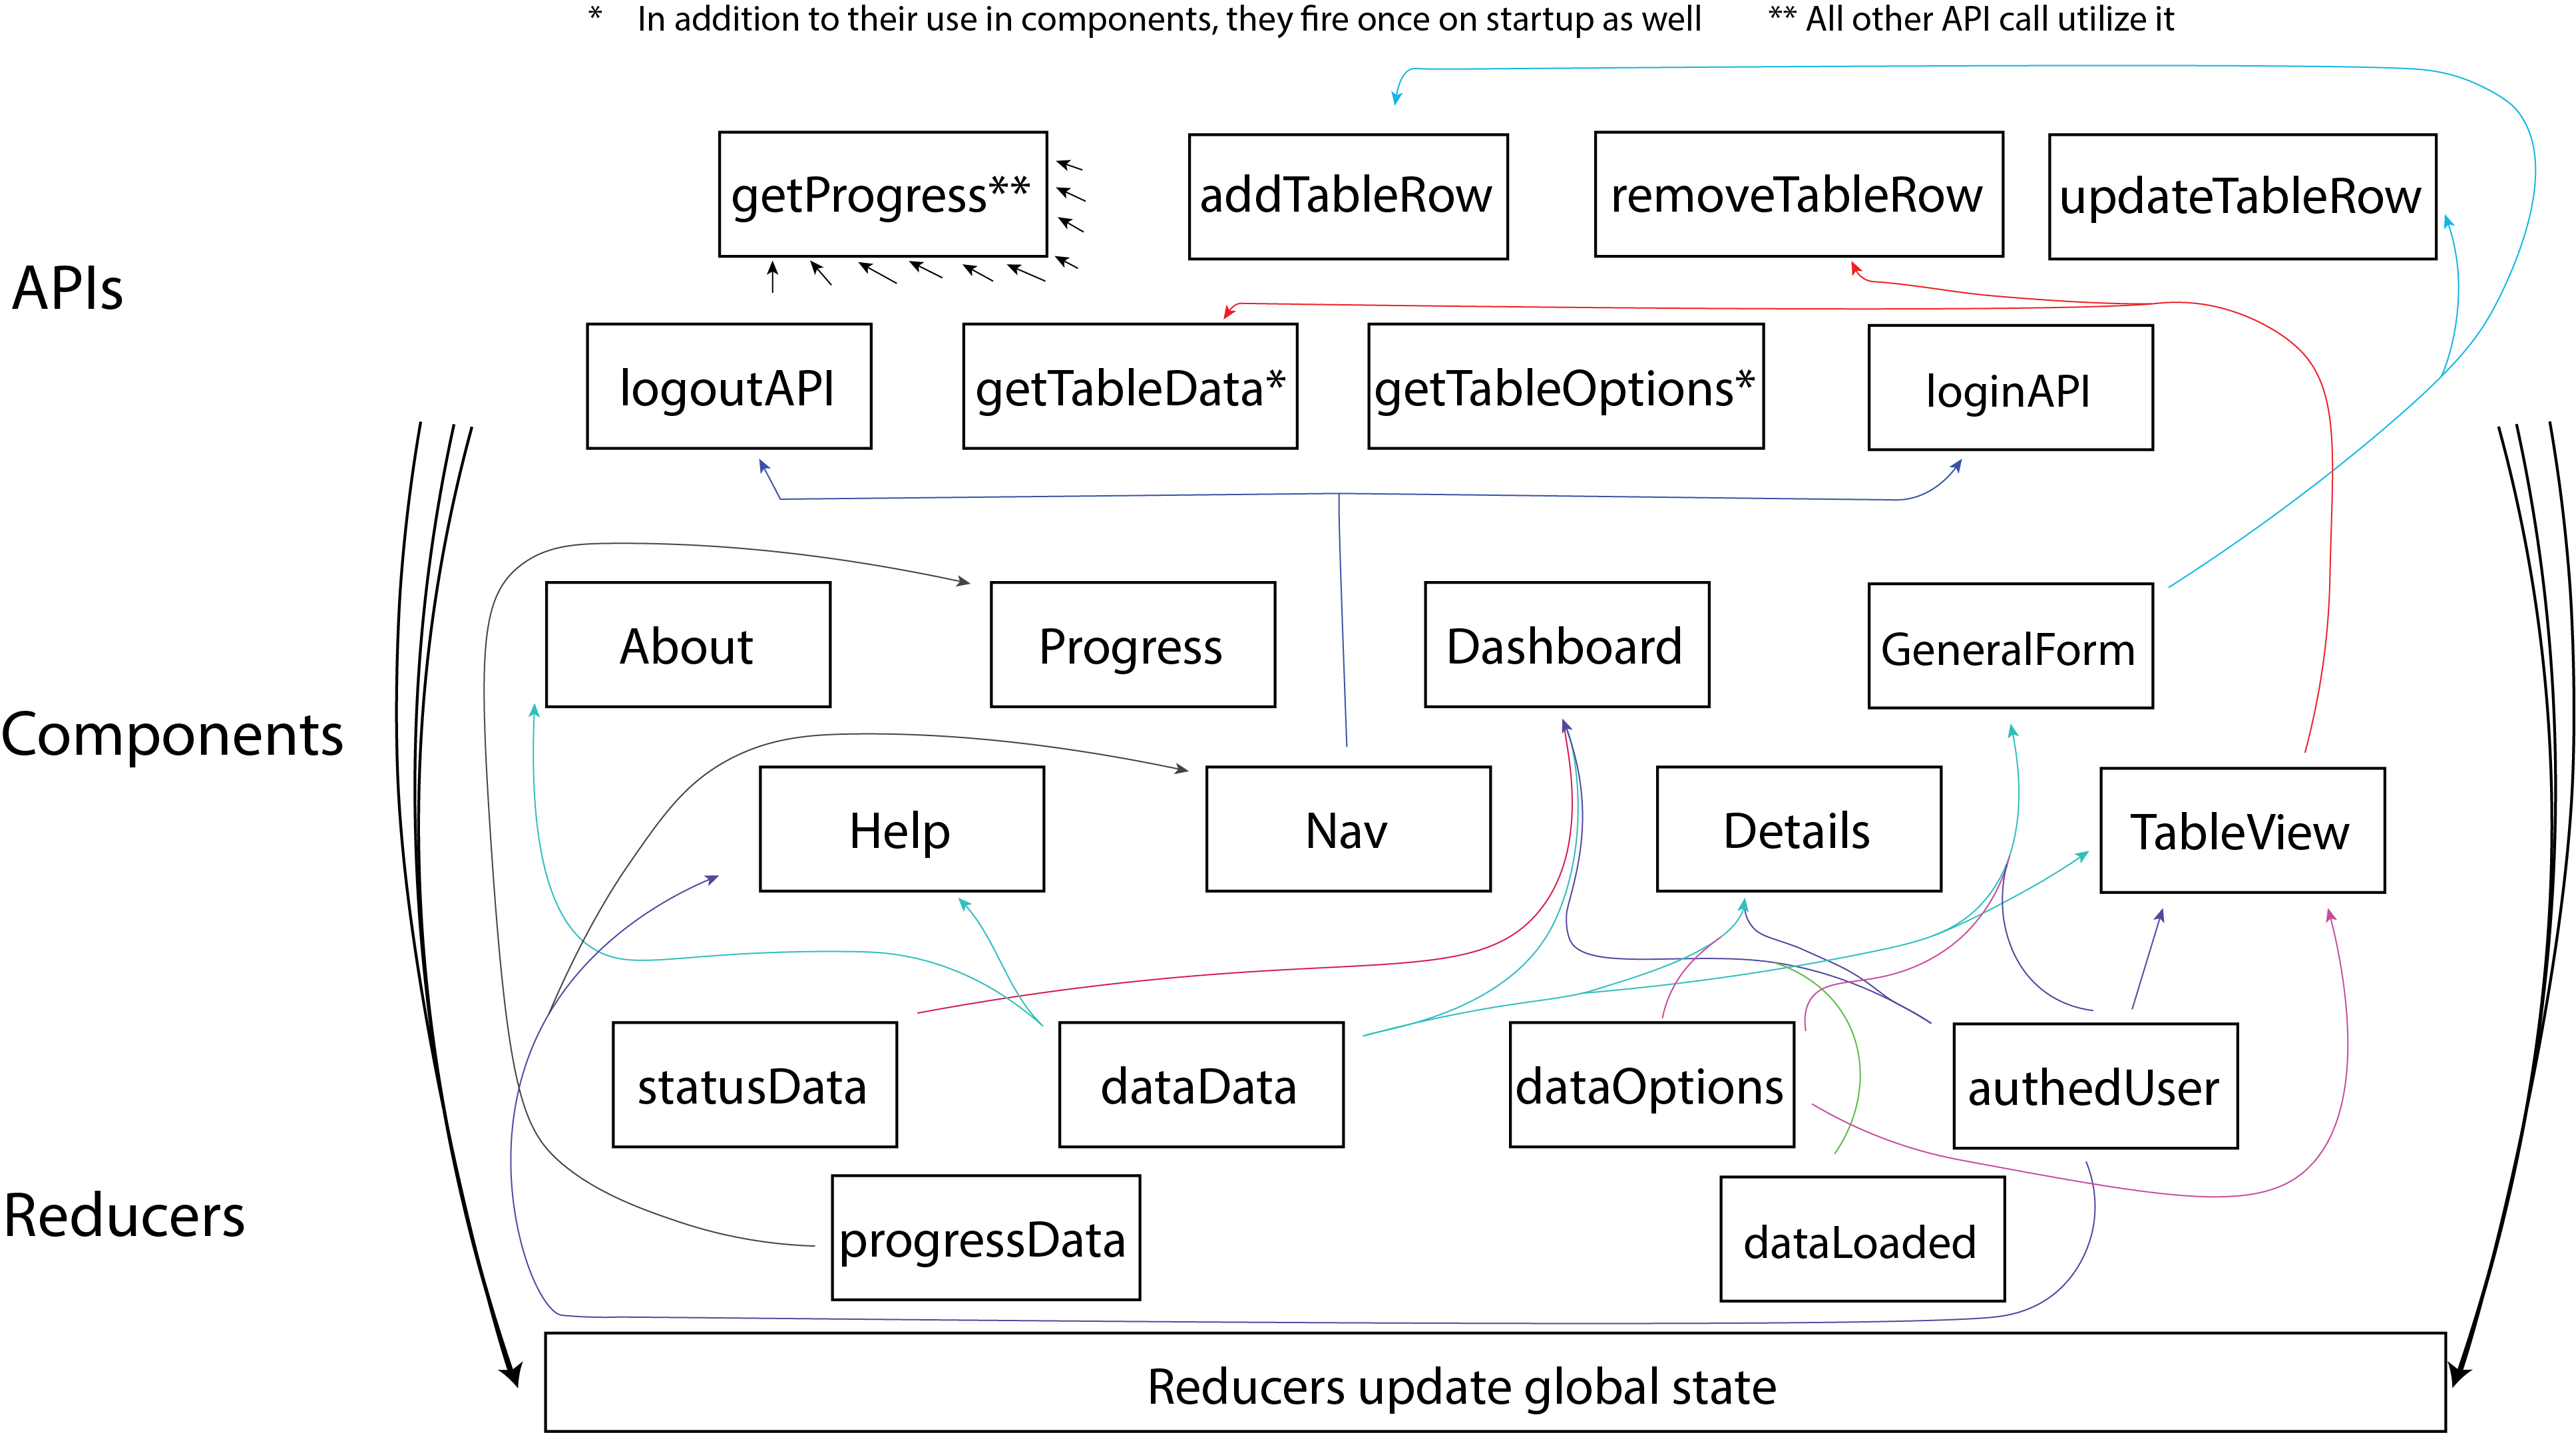 * In addition to their use in components, they fire once on startup as well
** All other API call utilize it
getProgress**
addTableRow
removeTableRow
updateTableRow
APIs
logoutAPI
getTableData*
getTableOptions*
loginAPI
About
Progress
Dashboard
GeneralForm
Components
Help
Nav
Details
TableView
statusData
dataData
dataOptions
authedUser
Reducers
progressData
dataLoaded
Reducers update global state